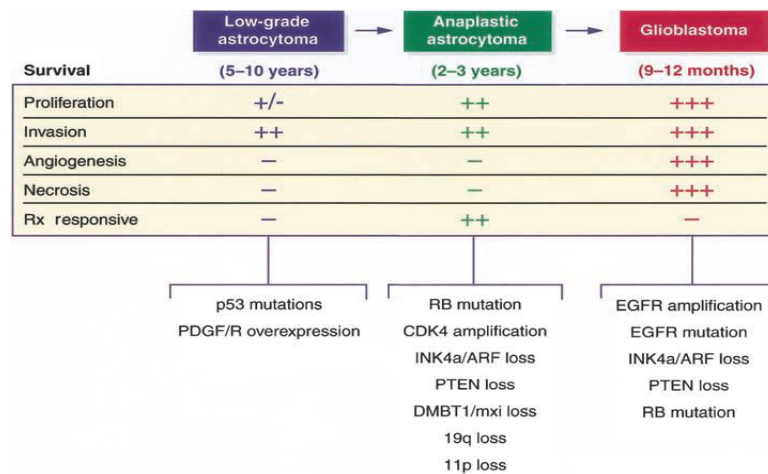 Low-grade astrocytoma Anaplastic astrocytoma Glioblastoma
Survival (5–10 years) (2–3 years) (9–12 months)
Proliferation +/- ++ +++
Invasion ++ ++ +++
Angiogenesis – – +++
Necrosis – – +++
Rx responsive – ++ –
p53 mutations
PDGF/R overexpression
RB mutation
CDK4 amplification
INK4a/ARF loss
PTEN loss
DMBT1/mxi loss
19q loss
11p loss
EGFR amplification
EGFR mutation
INK4a/ARF loss
PTEN loss
RB mutation